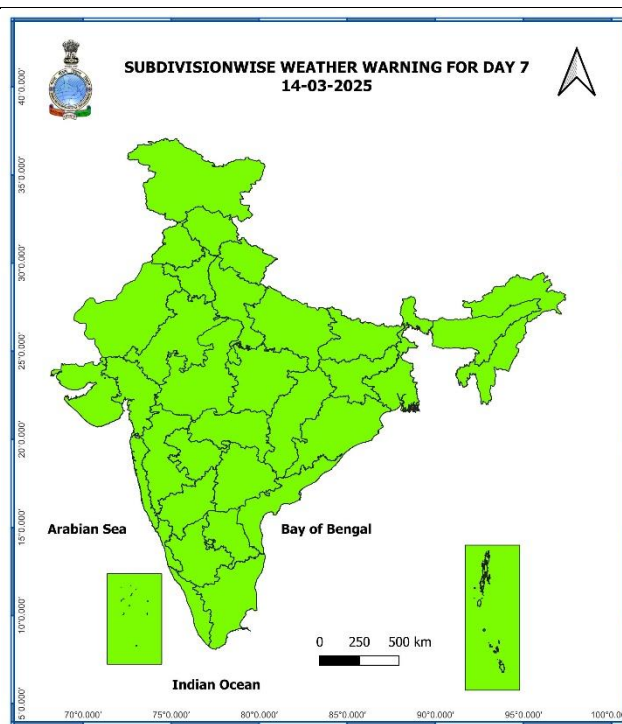 SUBDIVISIONWISE WEATHER WARNING FOR DAY 7
14-03-2025
40°0.000'
35°0.000'
30°0.000'
25°0.000'
20°0.000'
15°0.000'
10°0.000'
5°0.000'
Arabian Sea
Bay of Bengal
0 250 500 km
Indian Ocean
70°0.000' 75°0.000' 80°0.000' 85°0.000' 90°0.000' 95°0.000' 100°0.0